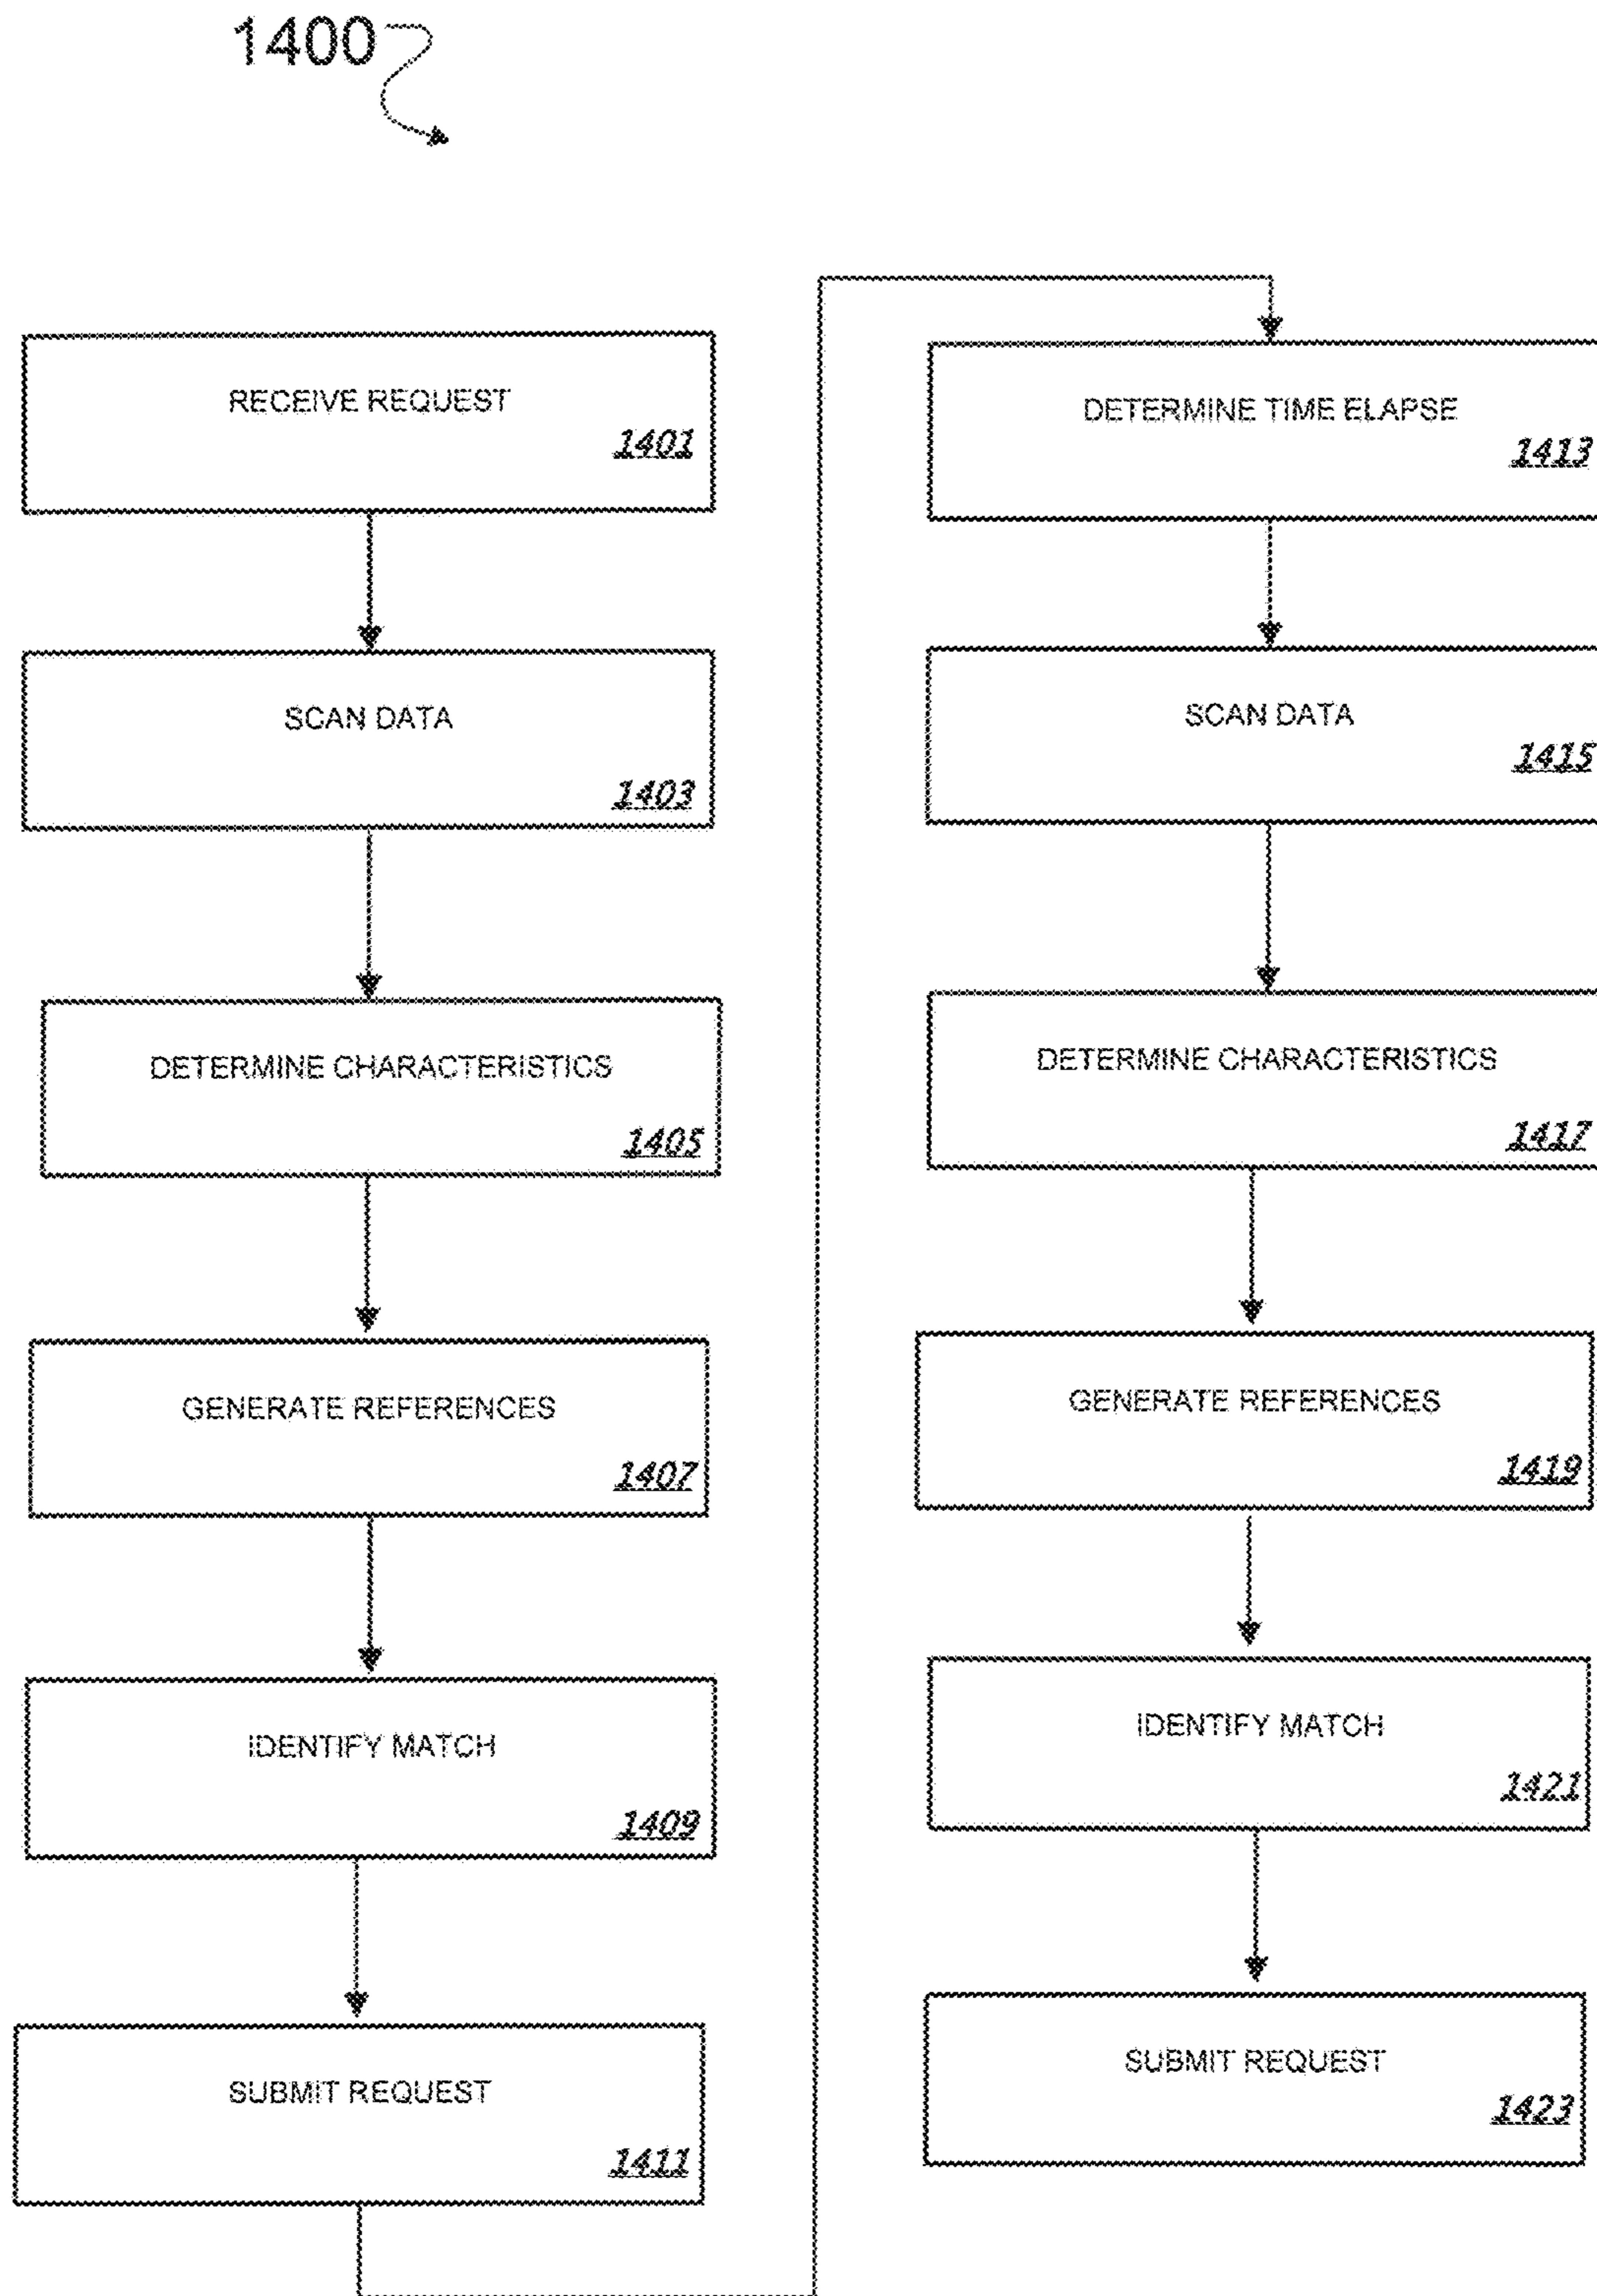 1400
RECEIVE REQUEST
1401
SCAN DATA
1403
DETERMINE CHARACTERISTICS
1405
GENERATE REFERENCES
1407
IDENTIFY MATCH
1409
SUBMIT REQUEST
1411
DETERMINE TIME ELAPSE
1413
SCAN DATA
1415
DETERMINE CHARACTERISTICS
1417
GENERATE REFERENCES
1419
IDENTIFY MATCH
1421
SUBMIT REQUEST
1423